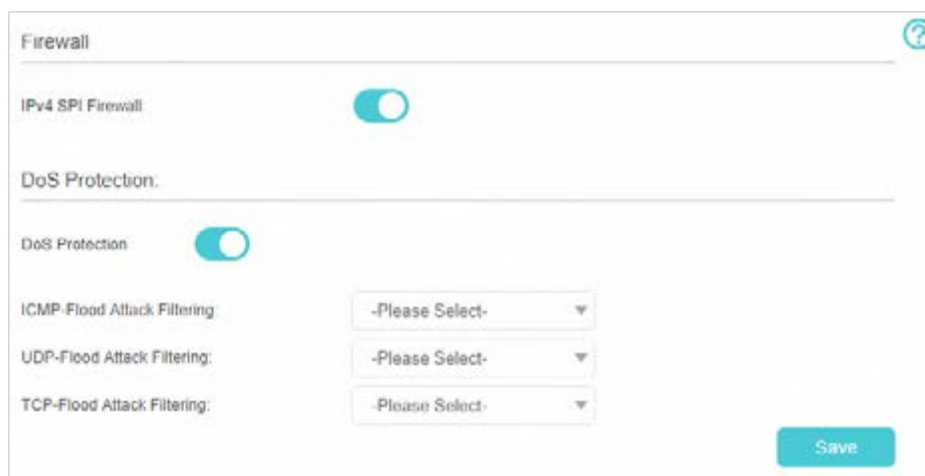 Firewall
IPv4 SPI Firewall
DoS Protection:
DoS Protection
ICMP-Flood Attack Filtering: -Please Select-
UDP-Flood Attack Filtering: -Please Select-
TCP-Flood Attack Filtering: -Please Select-
Save